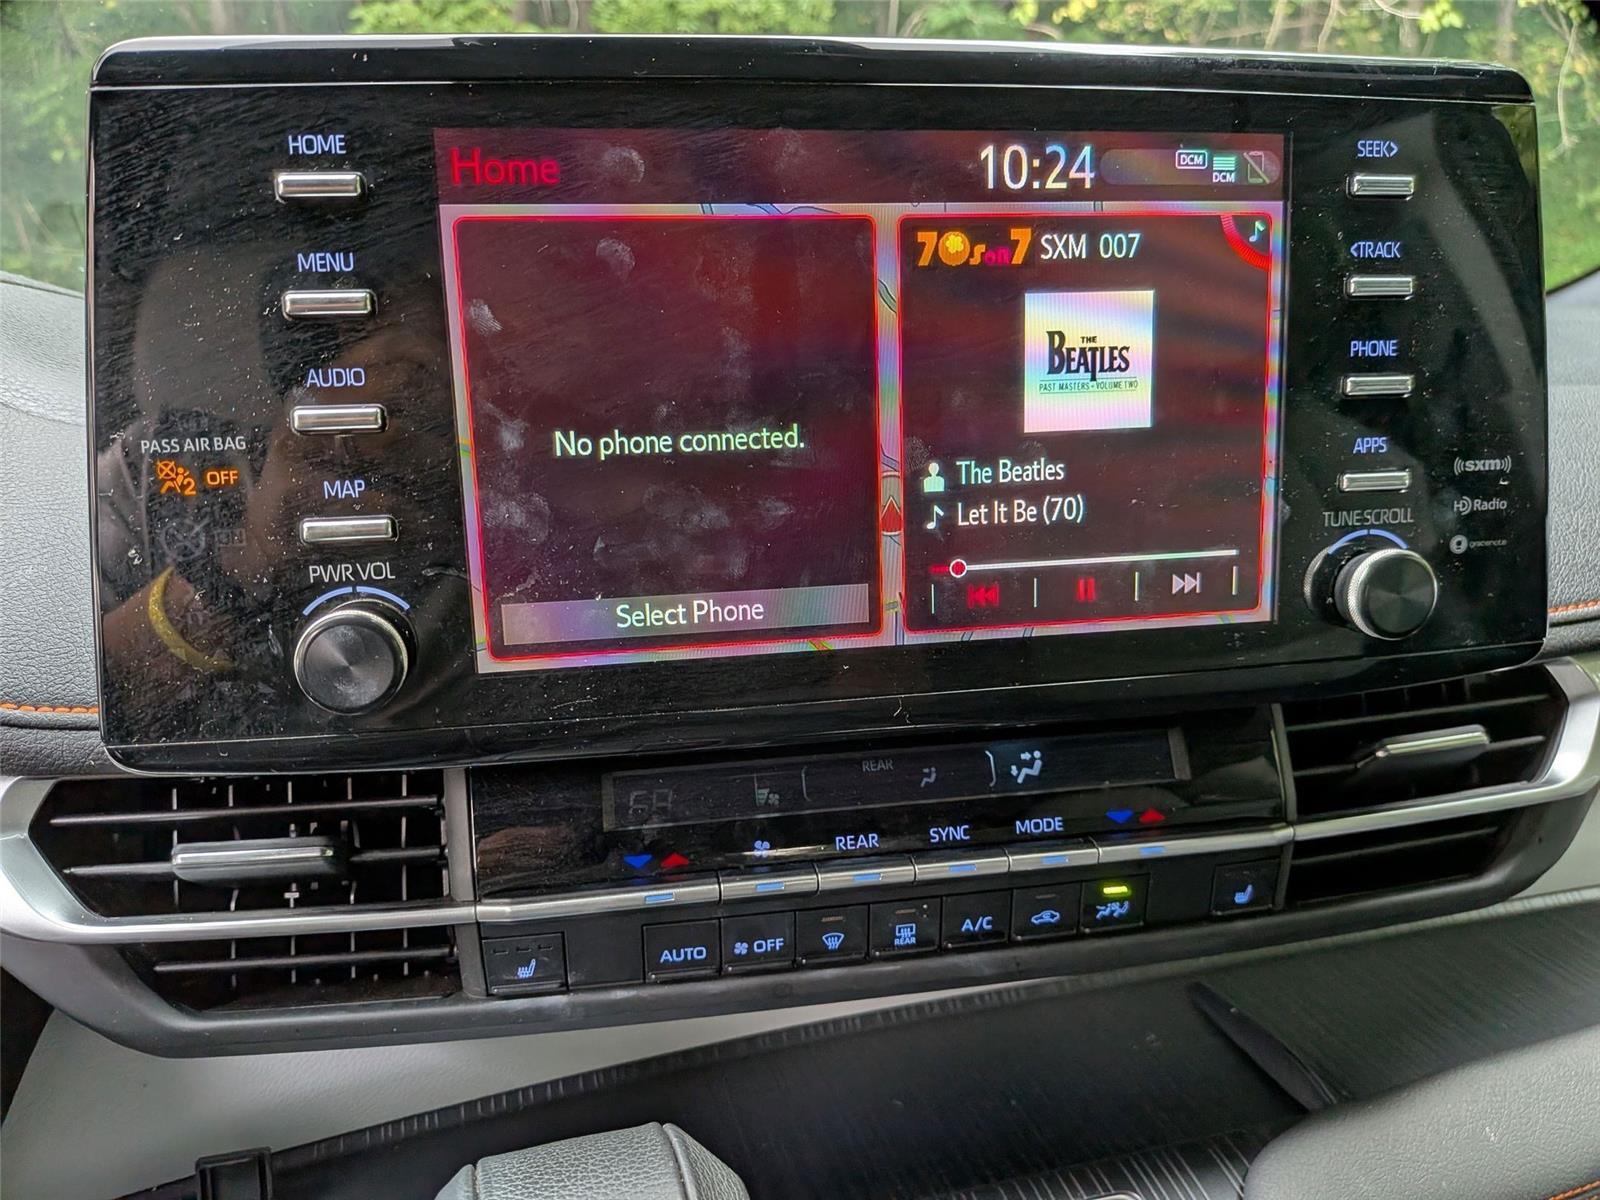 HOME
MENU
AUDIO
MAP
PASS AIR BAG
2 OFF
PWR VOL
Home
10:24
DCM
DCM
No phone connected.
Select Phone
70s on 7 SXM 007
THE
BEATLES
PAST MASTERS · VOLUME TWO
The Beatles
Let It Be (70)
SEEK>
<TRACK
PHONE
APPS
TUNE SCROLL
((sxm))
HD Radio
gracenote
REAR
68
REAR
SYNC
MODE
AUTO
OFF
REAR
A/C